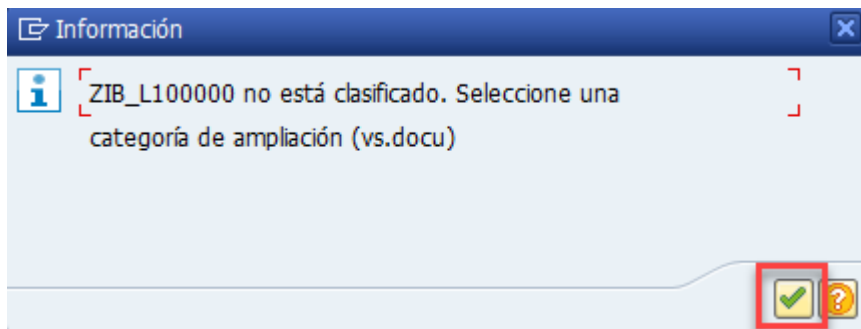 Información
ZIB_L100000 no está clasificado. Seleccione una
categoría de ampliación (vs.docu)